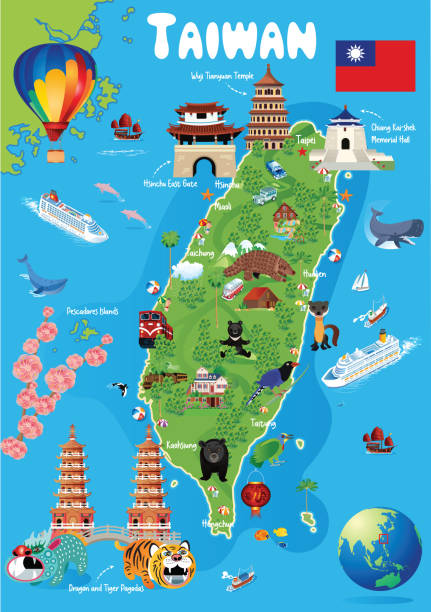 TAIWAN
Wuji Tianyuan Temple
Taipei
Chiang Kai-shek
Memorial Hall
Hsinchu East Gate
Hsinchu
Miaoli
Taichung
Hualien
Pescadores Islands
Taitung
Kaohsiung
Hengchun
Dragon and Tiger Pagodas